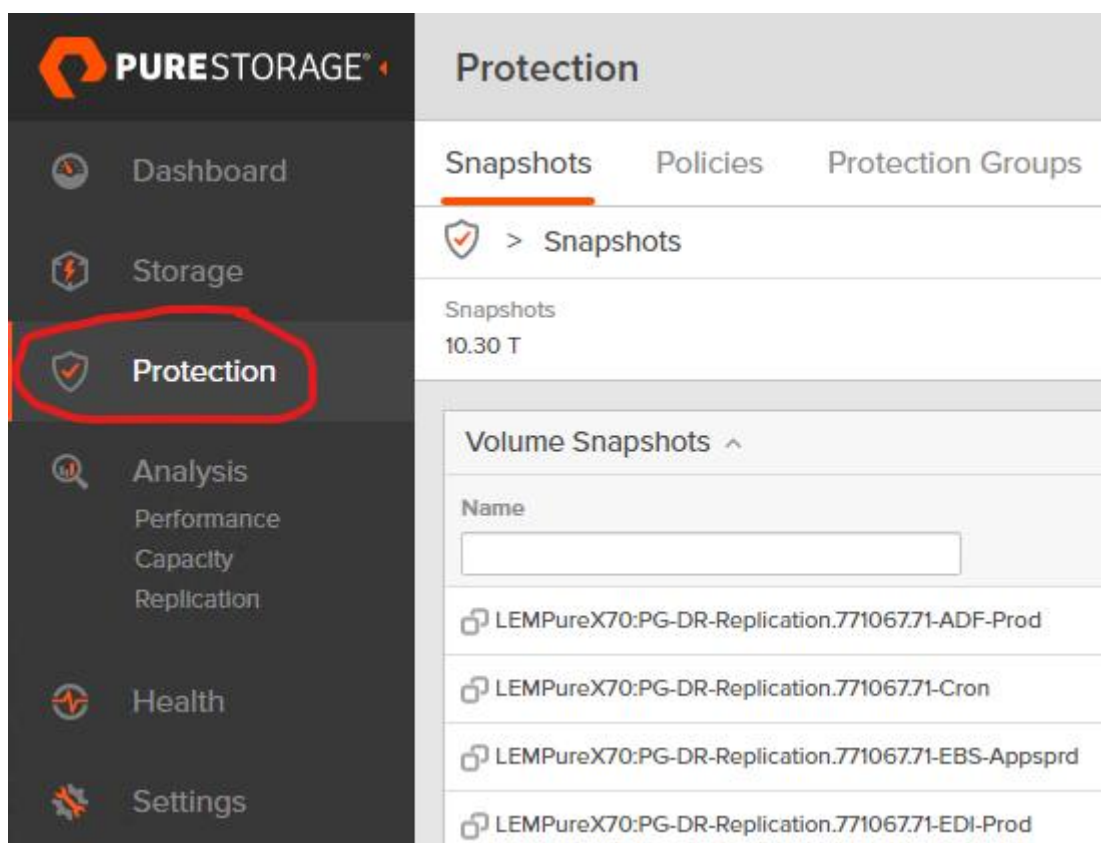 PURESTORAGE®
Dashboard
Storage
Protection
Analysis
Performance
Capacity
Replication
Health
Settings
Protection
Snapshots Policies Protection Groups
> Snapshots
Snapshots
10.30 T
Volume Snapshots
Name
LEMPureX70:PG-DR-Replication.771067.71-ADF-Prod
LEMPureX70:PG-DR-Replication.771067.71-Cron
LEMPureX70:PG-DR-Replication.771067.71-EBS-Appsprd
LEMPureX70:PG-DR-Replication.771067.71-EDI-Prod